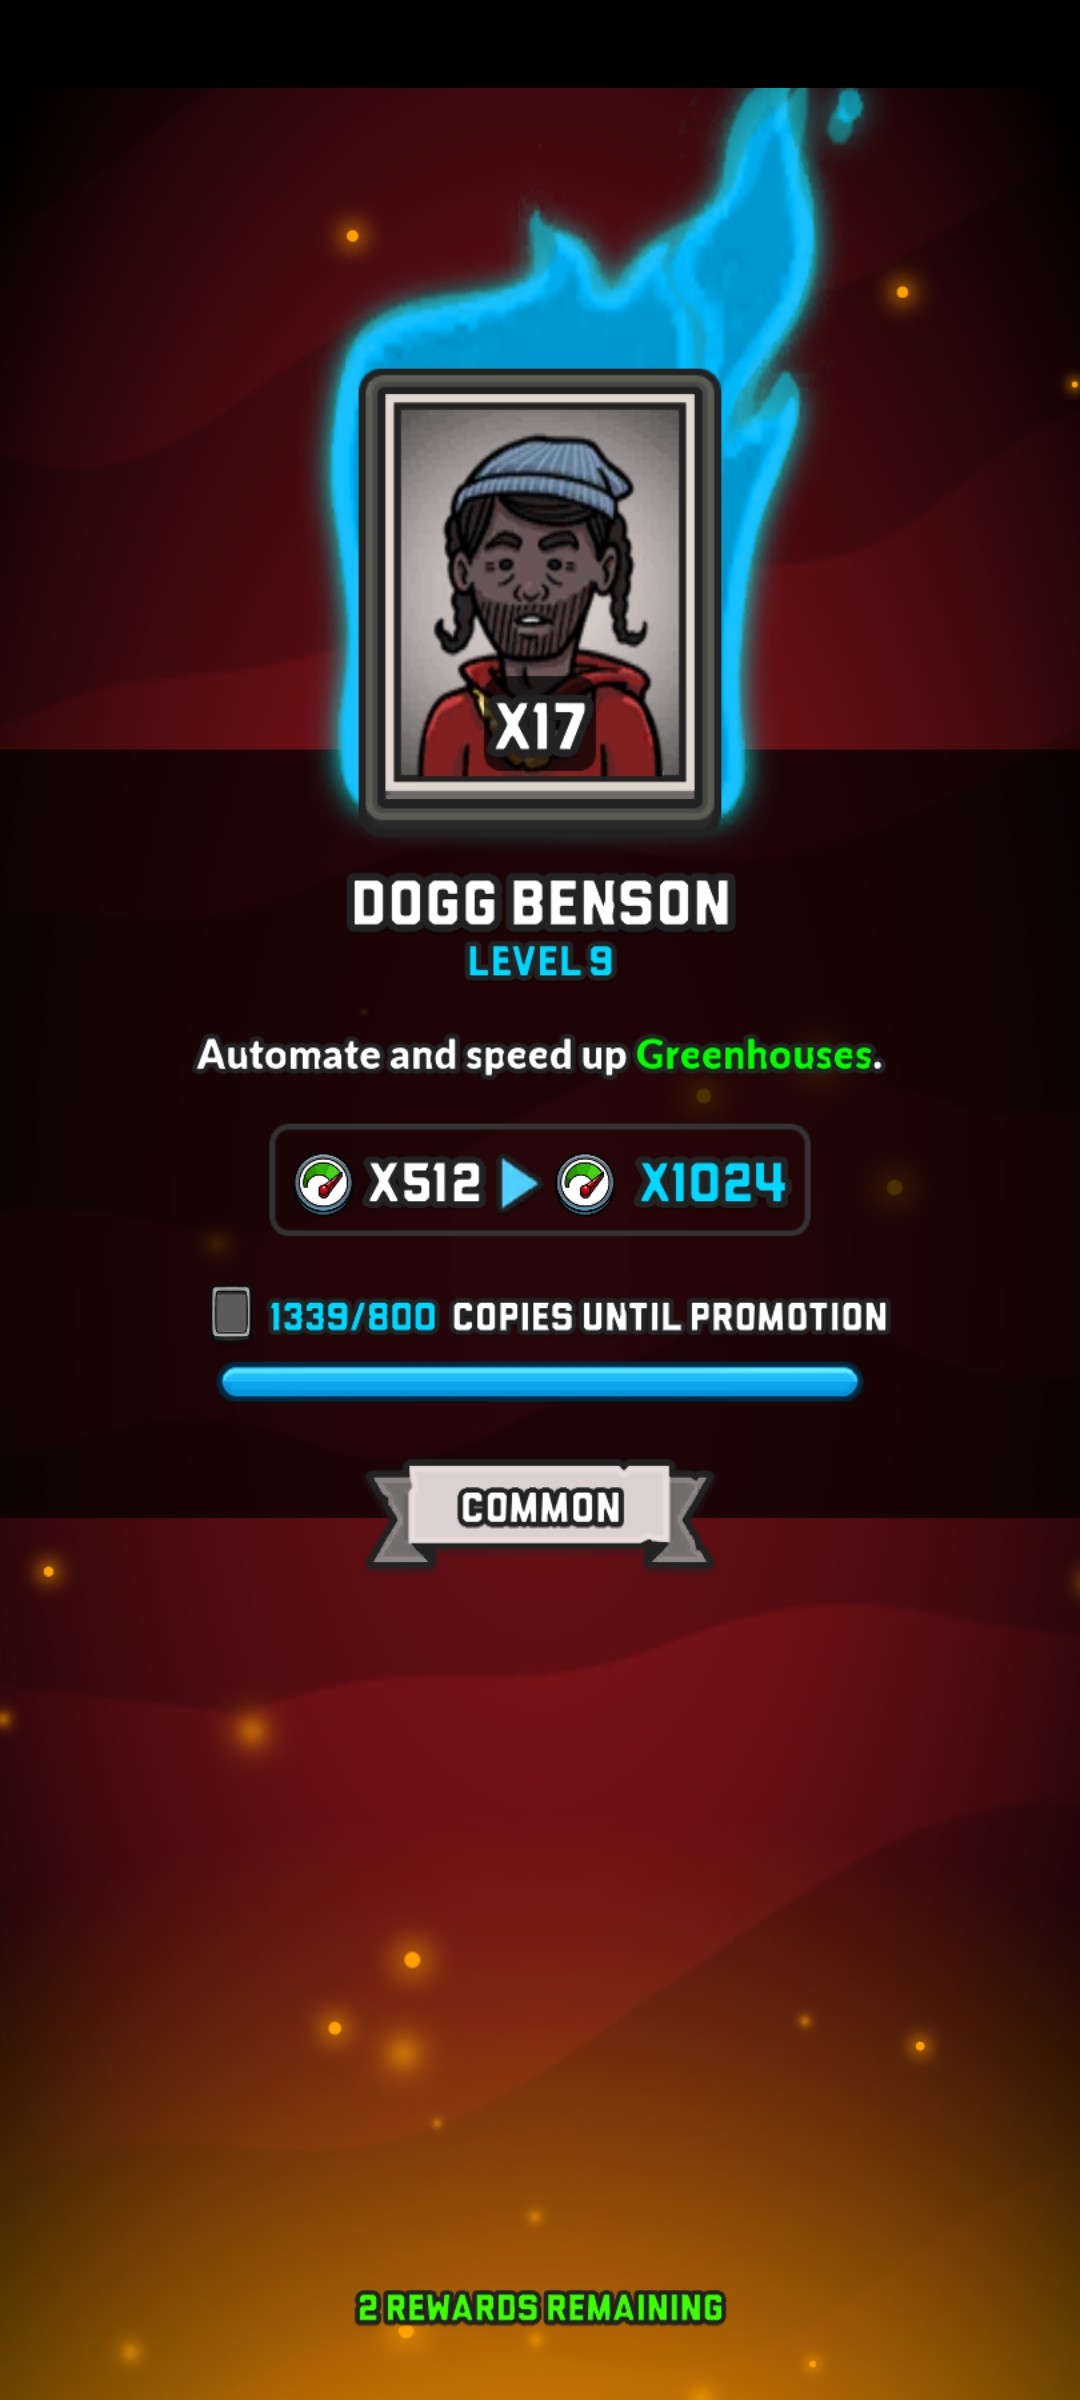 X17
DOGG BENSON
LEVEL 9
Automate and speed up Greenhouses.
X512 X1024
1339/800 COPIES UNTIL PROMOTION
COMMON
2 REWARDS REMAINING